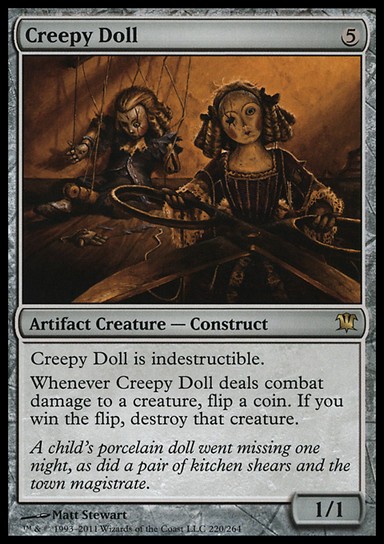 Creepy Doll 5
Artifact Creature — Construct
Creepy Doll is indestructible.
Whenever Creepy Doll deals combat
damage to a creature, flip a coin. If you
win the flip, destroy that creature.
A child's porcelain doll went missing one
night, as did a pair of kitchen shears and the
town magistrate.
Matt Stewart
™ & © 1993–2011 Wizards of the Coast LLC 220/264
1/1